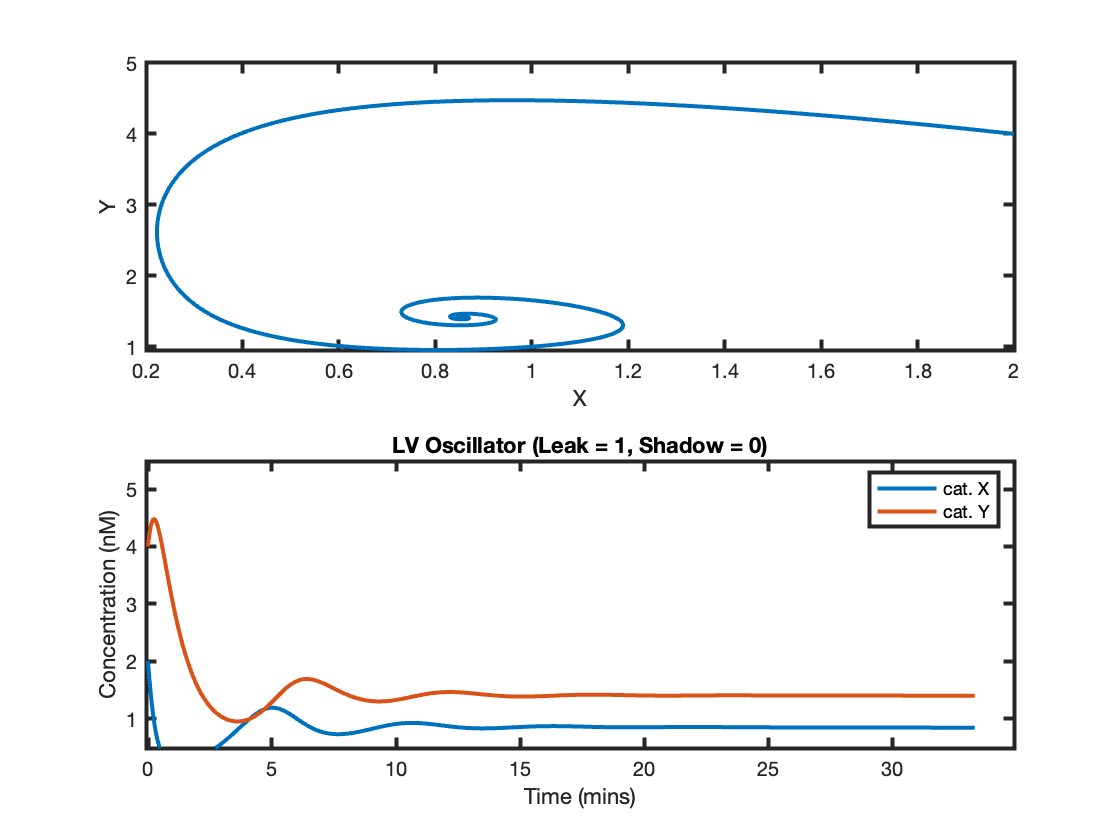 5
4
3
2
1
Y
0.2 0.4 0.6 0.8 1 1.2 1.4 1.6 1.8 2
X
LV Oscillator (Leak = 1, Shadow = 0)
5
4
3
2
1
Concentration (nM)
cat. X
cat. Y
0 5 10 15 20 25 30
Time (mins)